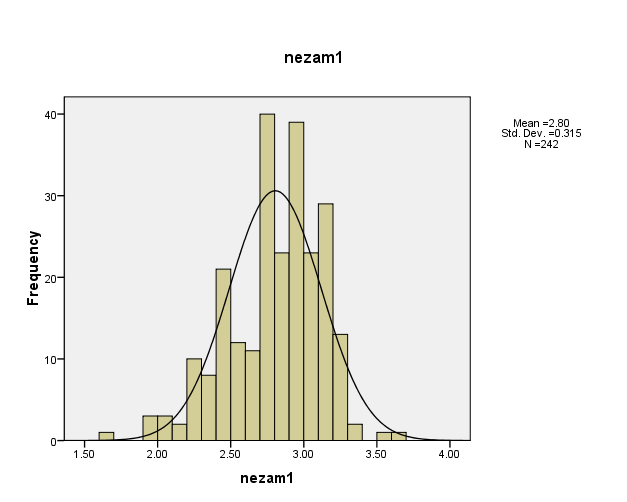 nezam1
40
30
20
10
0
Frequency
1.50 2.00 2.50 3.00 3.50 4.00
nezam1
Mean =2.80
Std. Dev. =0.315
N =242